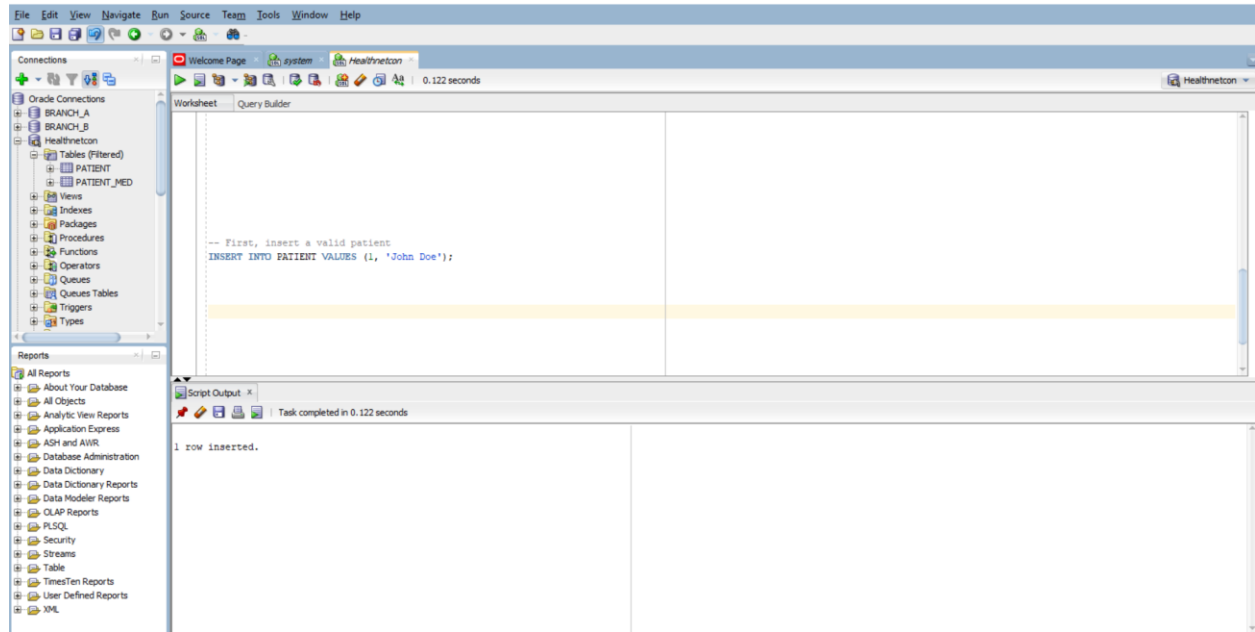 File Edit View Navigate Run Source Team Tools Window Help
Connections
Welcome Page system Healthnetcon
0.122 seconds
Healthnetcon
Oracle Connections
BRANCH_A
BRANCH_B
Healthnetcon
Tables (Filtered)
PATIENT
PATIENT_MED
Views
Indexes
Packages
Procedures
Functions
Operators
Queues
Queues Tables
Triggers
Types
Worksheet Query Builder
-- First, insert a valid patient
INSERT INTO PATIENT VALUES (1, 'John Doe');
Reports
All Reports
About Your Database
All Objects
Analytic View Reports
Application Express
ASH and AWR
Database Administration
Data Dictionary
Data Dictionary Reports
Data Modeler Reports
OLAP Reports
PLSQL
Security
Streams
Table
TimesTen Reports
User Defined Reports
XML
Script Output
Task completed in 0.122 seconds
1 row inserted.